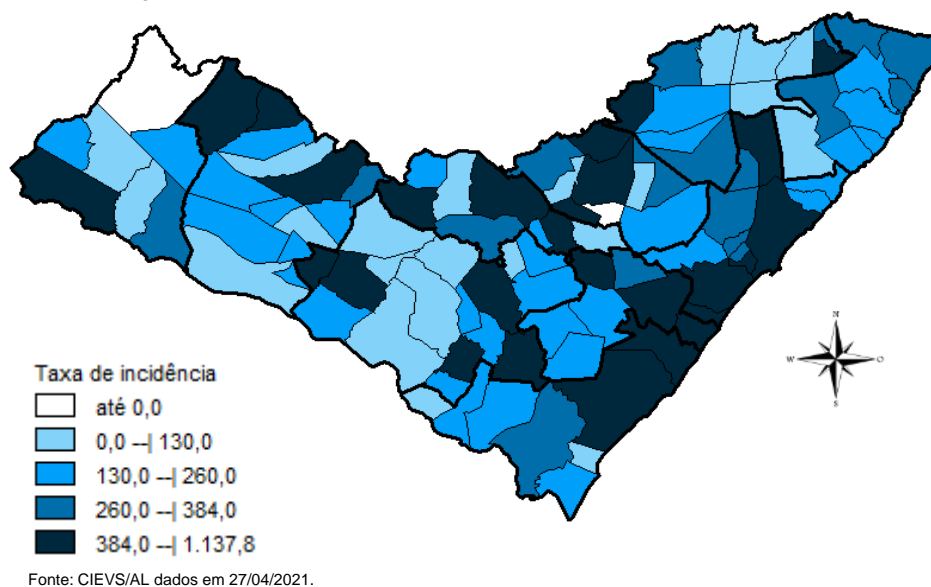 N
W
O
S
Taxa de incidência
até 0,0
0,0 --| 130,0
130,0 --| 260,0
260,0 --| 384,0
384,0 --| 1.137,8
Fonte: CIEVS/AL dados em 27/04/2021.